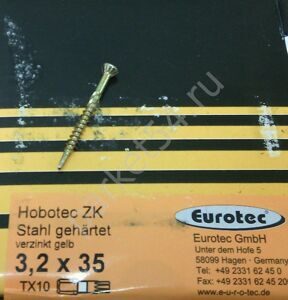 Hobotec ZK
Stahl gehärtet
verzinkt gelb
3,2 x 35
TX10
Eurotec®
Eurotec GmbH
Unter dem Hofe 5
58099 Hagen · Germany
Tel. +49 2331 62 45 0
Fax +49 2331 62 45 200
www.e-u-r-o-tec.de